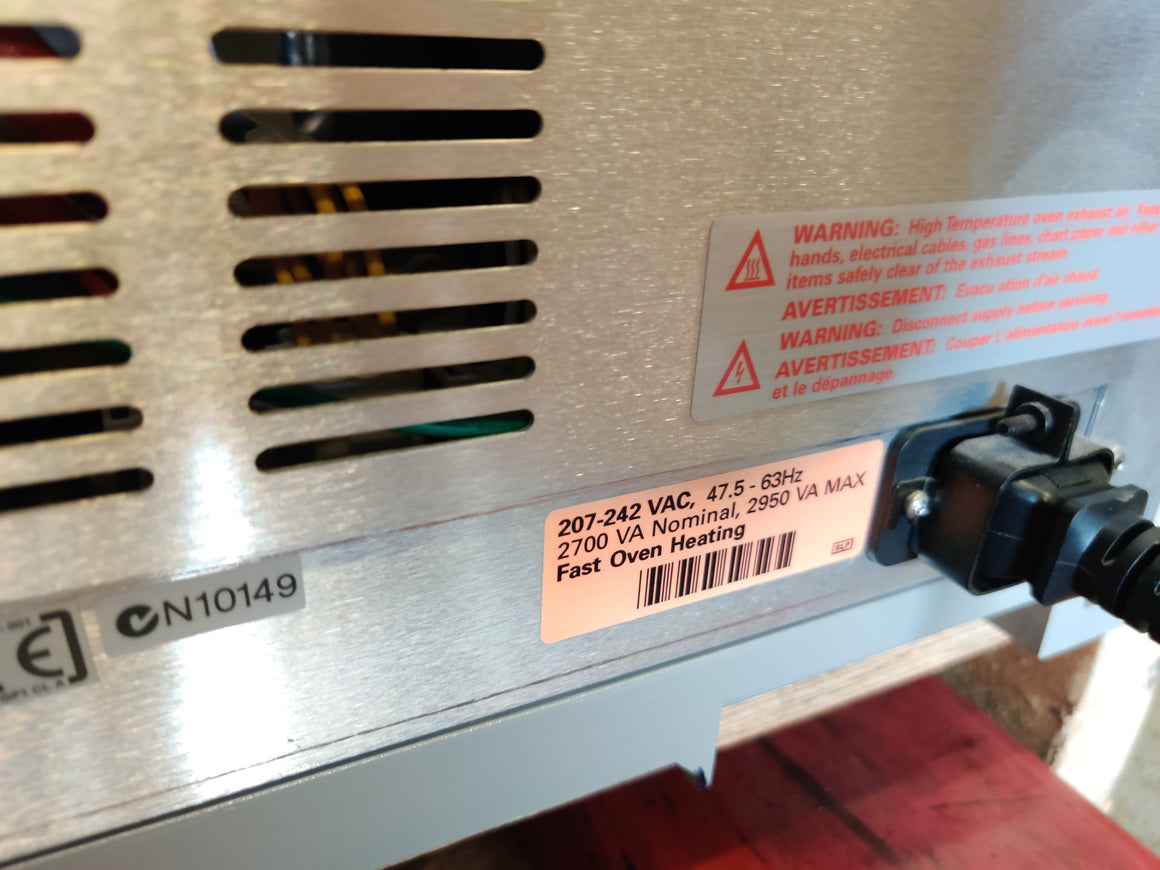 WARNING: High Temperature oven exhaust air. Keep
hands, electrical cables, gas lines, chart paper and other
items safely clear of the exhaust stream.
AVERTISSEMENT: Evacu ation d'air chaud.
WARNING: Disconnect supply before servicing.
AVERTISSEMENT: Couper l, alimentation avant l'entretien
et le dépannage.
207-242 VAC, 47.5 - 63Hz
2700 VA Nominal, 2950 VA MAX
Fast Oven Heating
SLP
N10149
CE